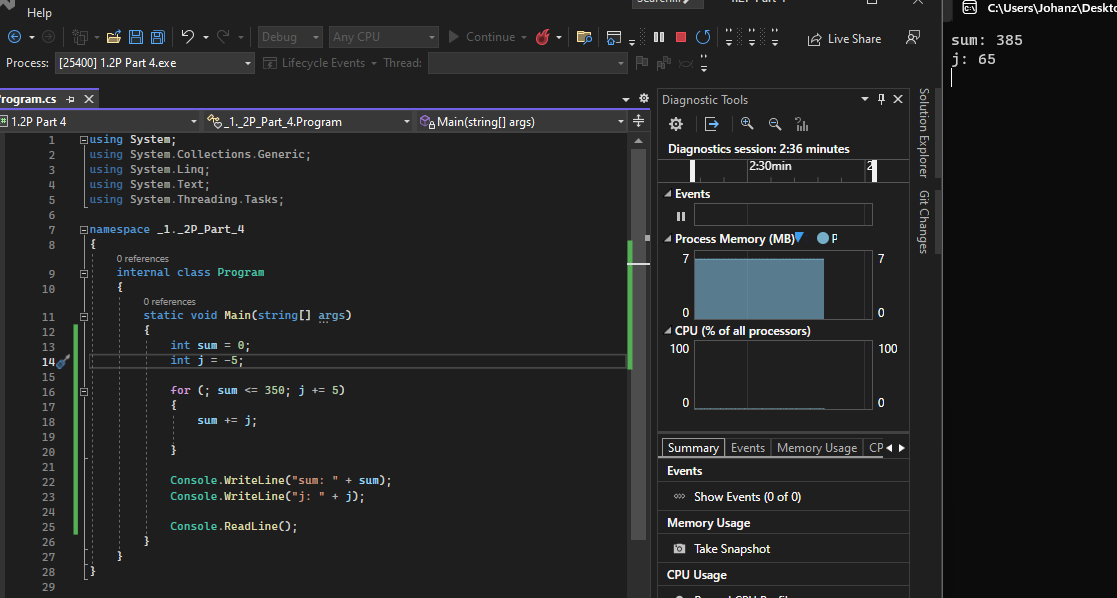 Help
C:\Users\Johanz\Deskto
Debug
Any CPU
Continue
Live Share
Process:
[25400] 1.2P Part 4.exe
Lifecycle Events
Thread:
sum: 385
j: 65
rogram.cs
1.2P Part 4
_1._2P_Part_4.Program
Main(string[] args)
1 using System;
2 using System.Collections.Generic;
3 using System.Linq;
4 using System.Text;
5 using System.Threading.Tasks;
6
7 namespace _1._2P_Part_4
8 {
0 references
9 internal class Program
10 {
0 references
11 static void Main(string[] args)
12 {
13 int sum = 0;
14 int j = -5;
15
16 for (; sum <= 350; j += 5)
17 {
18 sum += j;
19
20 }
21
22 Console.WriteLine("sum: " + sum);
23 Console.WriteLine("j: " + j);
24
25 Console.ReadLine();
26 }
27 }
28 }
29
Diagnostic Tools
Diagnostics session: 2:36 minutes
2:30min
2
Events
Process Memory (MB)
P
7
7
0
0
CPU (% of all processors)
100
100
0
0
Summary
Events
Memory Usage
CP
Events
Show Events (0 of 0)
Memory Usage
Take Snapshot
CPU Usage
Solution Explorer
Git Changes